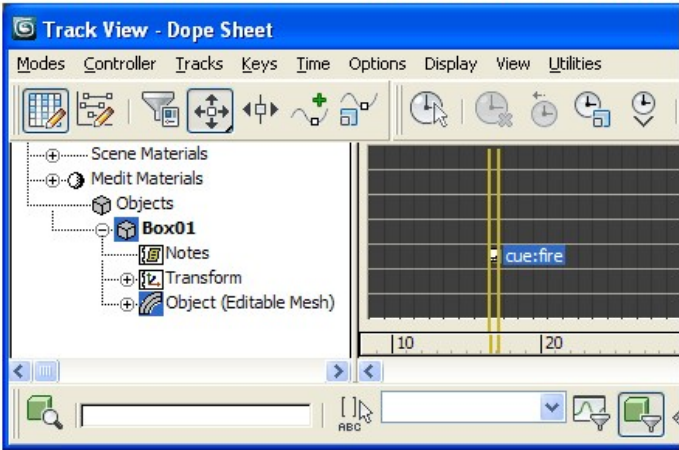 Track View - Dope Sheet
Modes Controller Tracks Keys Time Options Display View Utilities
Scene Materials
Medit Materials
Objects
Box01
Notes
cue:fire
Transform
Object (Editable Mesh)
10 20
[ ]
ABC